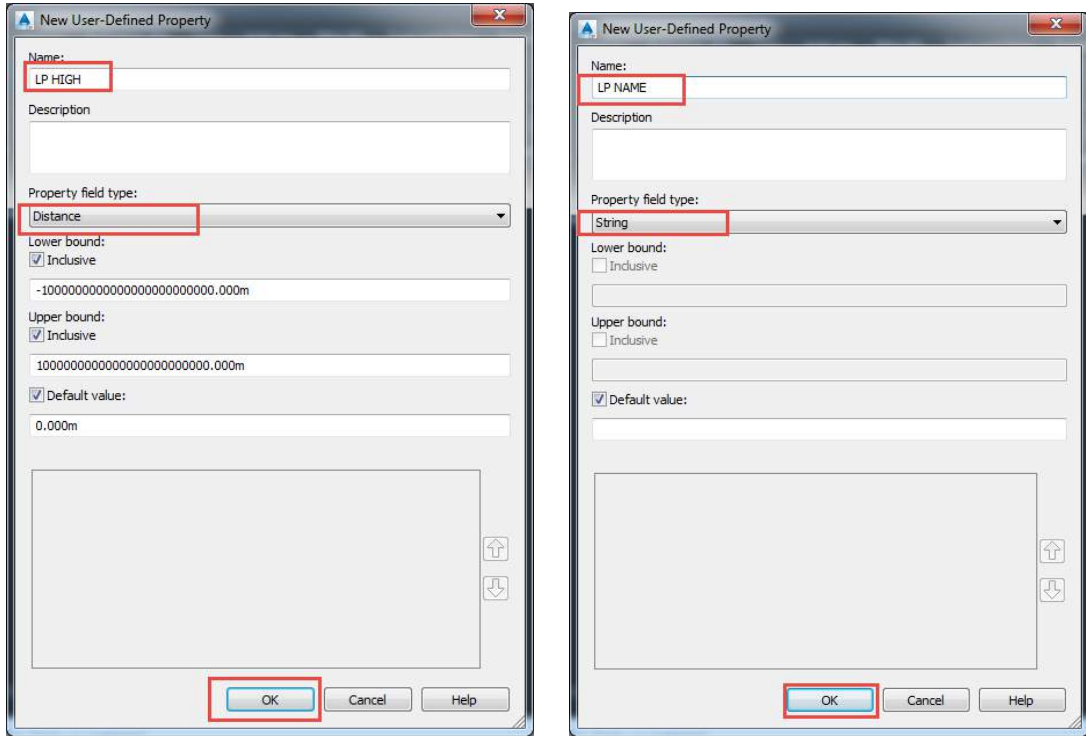 New User-Defined Property
Name:
LP HIGH
Description
Property field type:
Distance
Lower bound:
Inclusive
-1000000000000000000000000.000m
Upper bound:
Inclusive
1000000000000000000000000.000m
Default value:
0.000m
OK Cancel Help
New User-Defined Property
Name:
LP NAME
Description
Property field type:
String
Lower bound:
Inclusive
Upper bound:
Inclusive
Default value:
OK Cancel Help